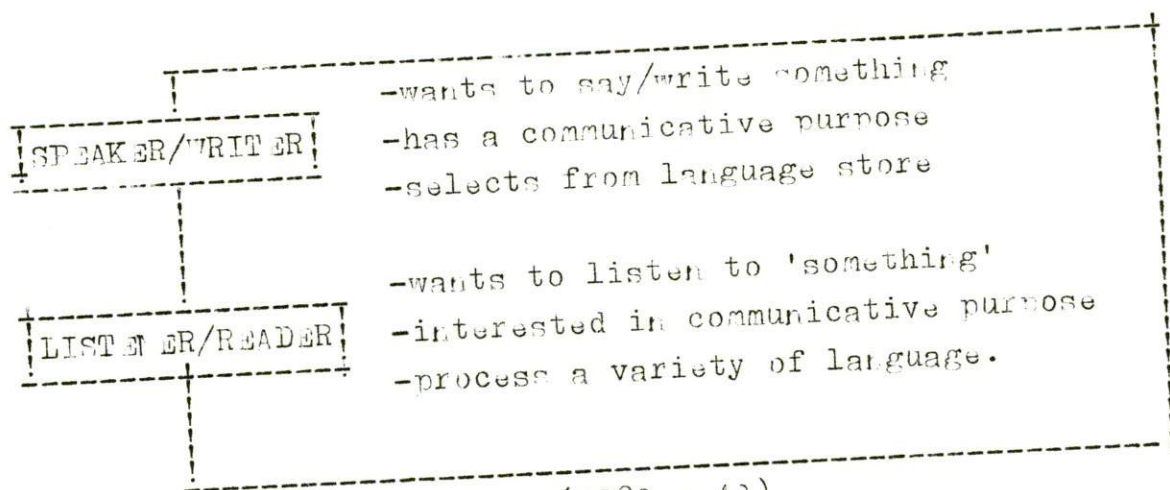 -wants to say/write something
-has a communicative purpose
SPEAKER/WRITER
-selects from language store
-wants to listen to 'something'
-interested in communicative purpose
LISTENER/READER
-process a variety of language.